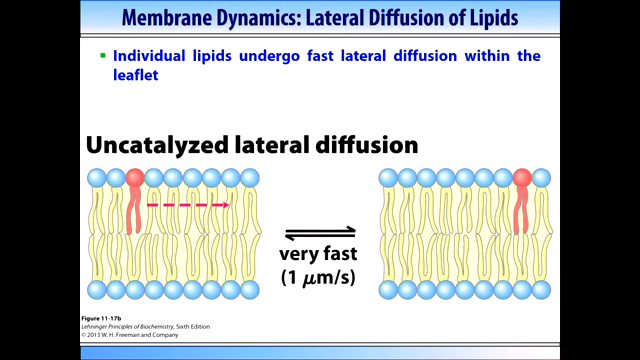 Membrane Dynamics: Lateral Diffusion of Lipids
Individual lipids undergo fast lateral diffusion within the
leaflet
Uncatalyzed lateral diffusion
very fast
(1 μm/s)
Figure 11-17b
Lehninger Principles of Biochemistry, Sixth Edition
© 2013 W. H. Freeman and Company